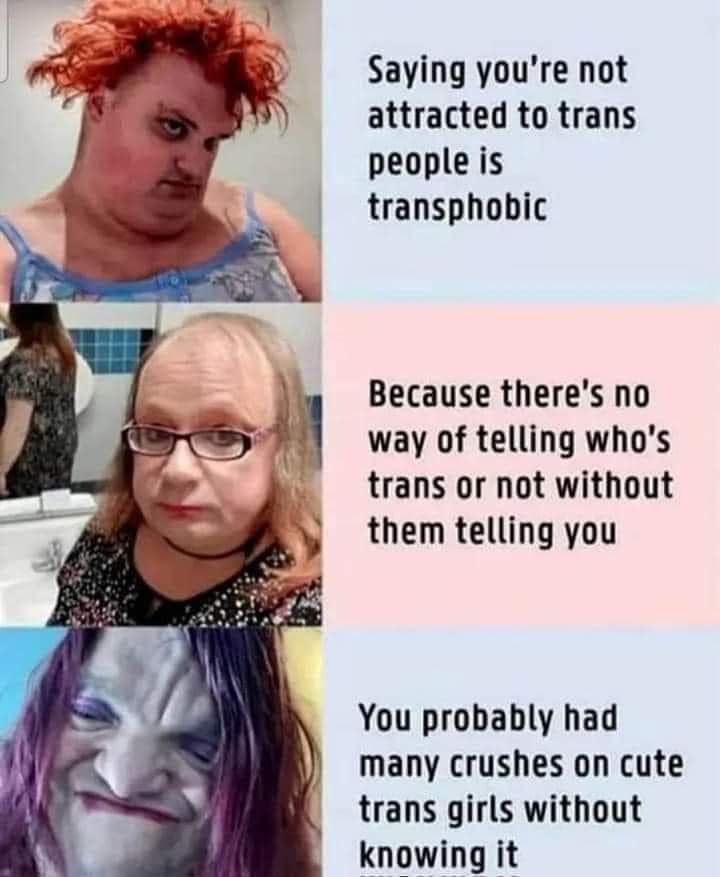 Saying you're not
attracted to trans
people is
transphobic
Because there's no
way of telling who's
trans or not without
them telling you
You probably had
many crushes on cute
trans girls without
knowing it